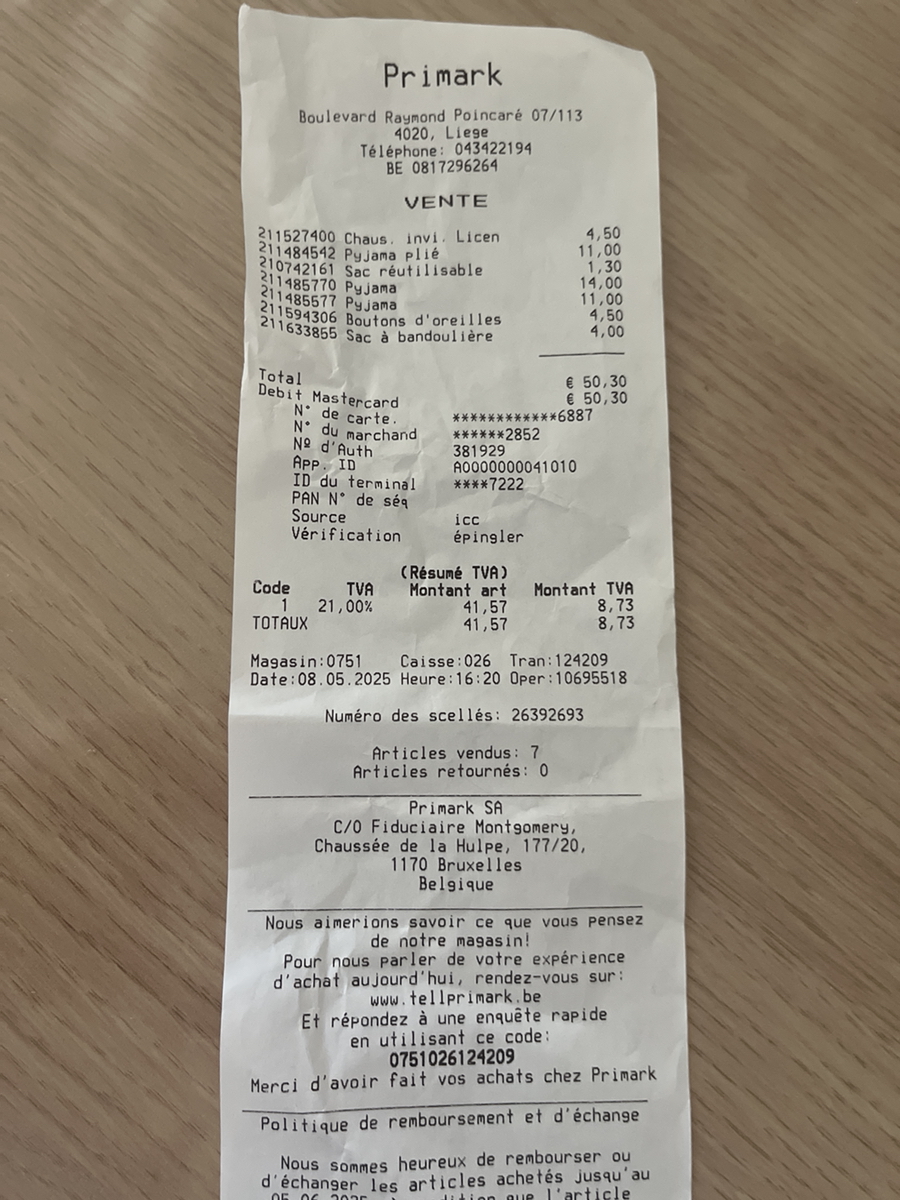 Primark
Boulevard Raymond Poincaré 07/113
4020, Liege
Téléphone: 043422194
BE 0817296264
VENTE
211527400 Chaus. invi. Licen 4,50
211484542 Pyjama plié 11,00
210742161 Sac réutilisable 1,30
211485770 Pyjama 14,00
211485577 Pyjama 11,00
211594306 Boutons d'oreilles 4,50
211633855 Sac à bandoulière 4,00
Total € 50,30
Debit Mastercard € 50,30
N° de carte. ************6887
N° du marchand ******2852
Nº d'Auth 381929
App. ID A0000000041010
ID du terminal ****7222
PAN N° de séq
Source icc
Vérification épingler
(Résumé TVA)
Code TVA Montant art Montant TVA
1 21,00% 41,57 8,73
TOTAUX 41,57 8,73
Magasin:0751 Caisse:026 Tran:124209
Date:08.05.2025 Heure:16:20 Oper:10695518
Numéro des scellés: 26392693
Articles vendus: 7
Articles retournés: 0
Primark SA
C/O Fiduciaire Montgomery,
Chaussée de la Hulpe, 177/20,
1170 Bruxelles
Belgique
Nous aimerions savoir ce que vous pensez
de notre magasin!
Pour nous parler de votre expérience
d'achat aujourd'hui, rendez-vous sur:
www.tellprimark.be
Et répondez à une enquête rapide
en utilisant ce code:
0751026124209
Merci d'avoir fait vos achats chez Primark
Politique de remboursement et d'échange
Nous sommes heureux de rembourser ou
d'échanger les articles achetés jusqu'au
que l'article